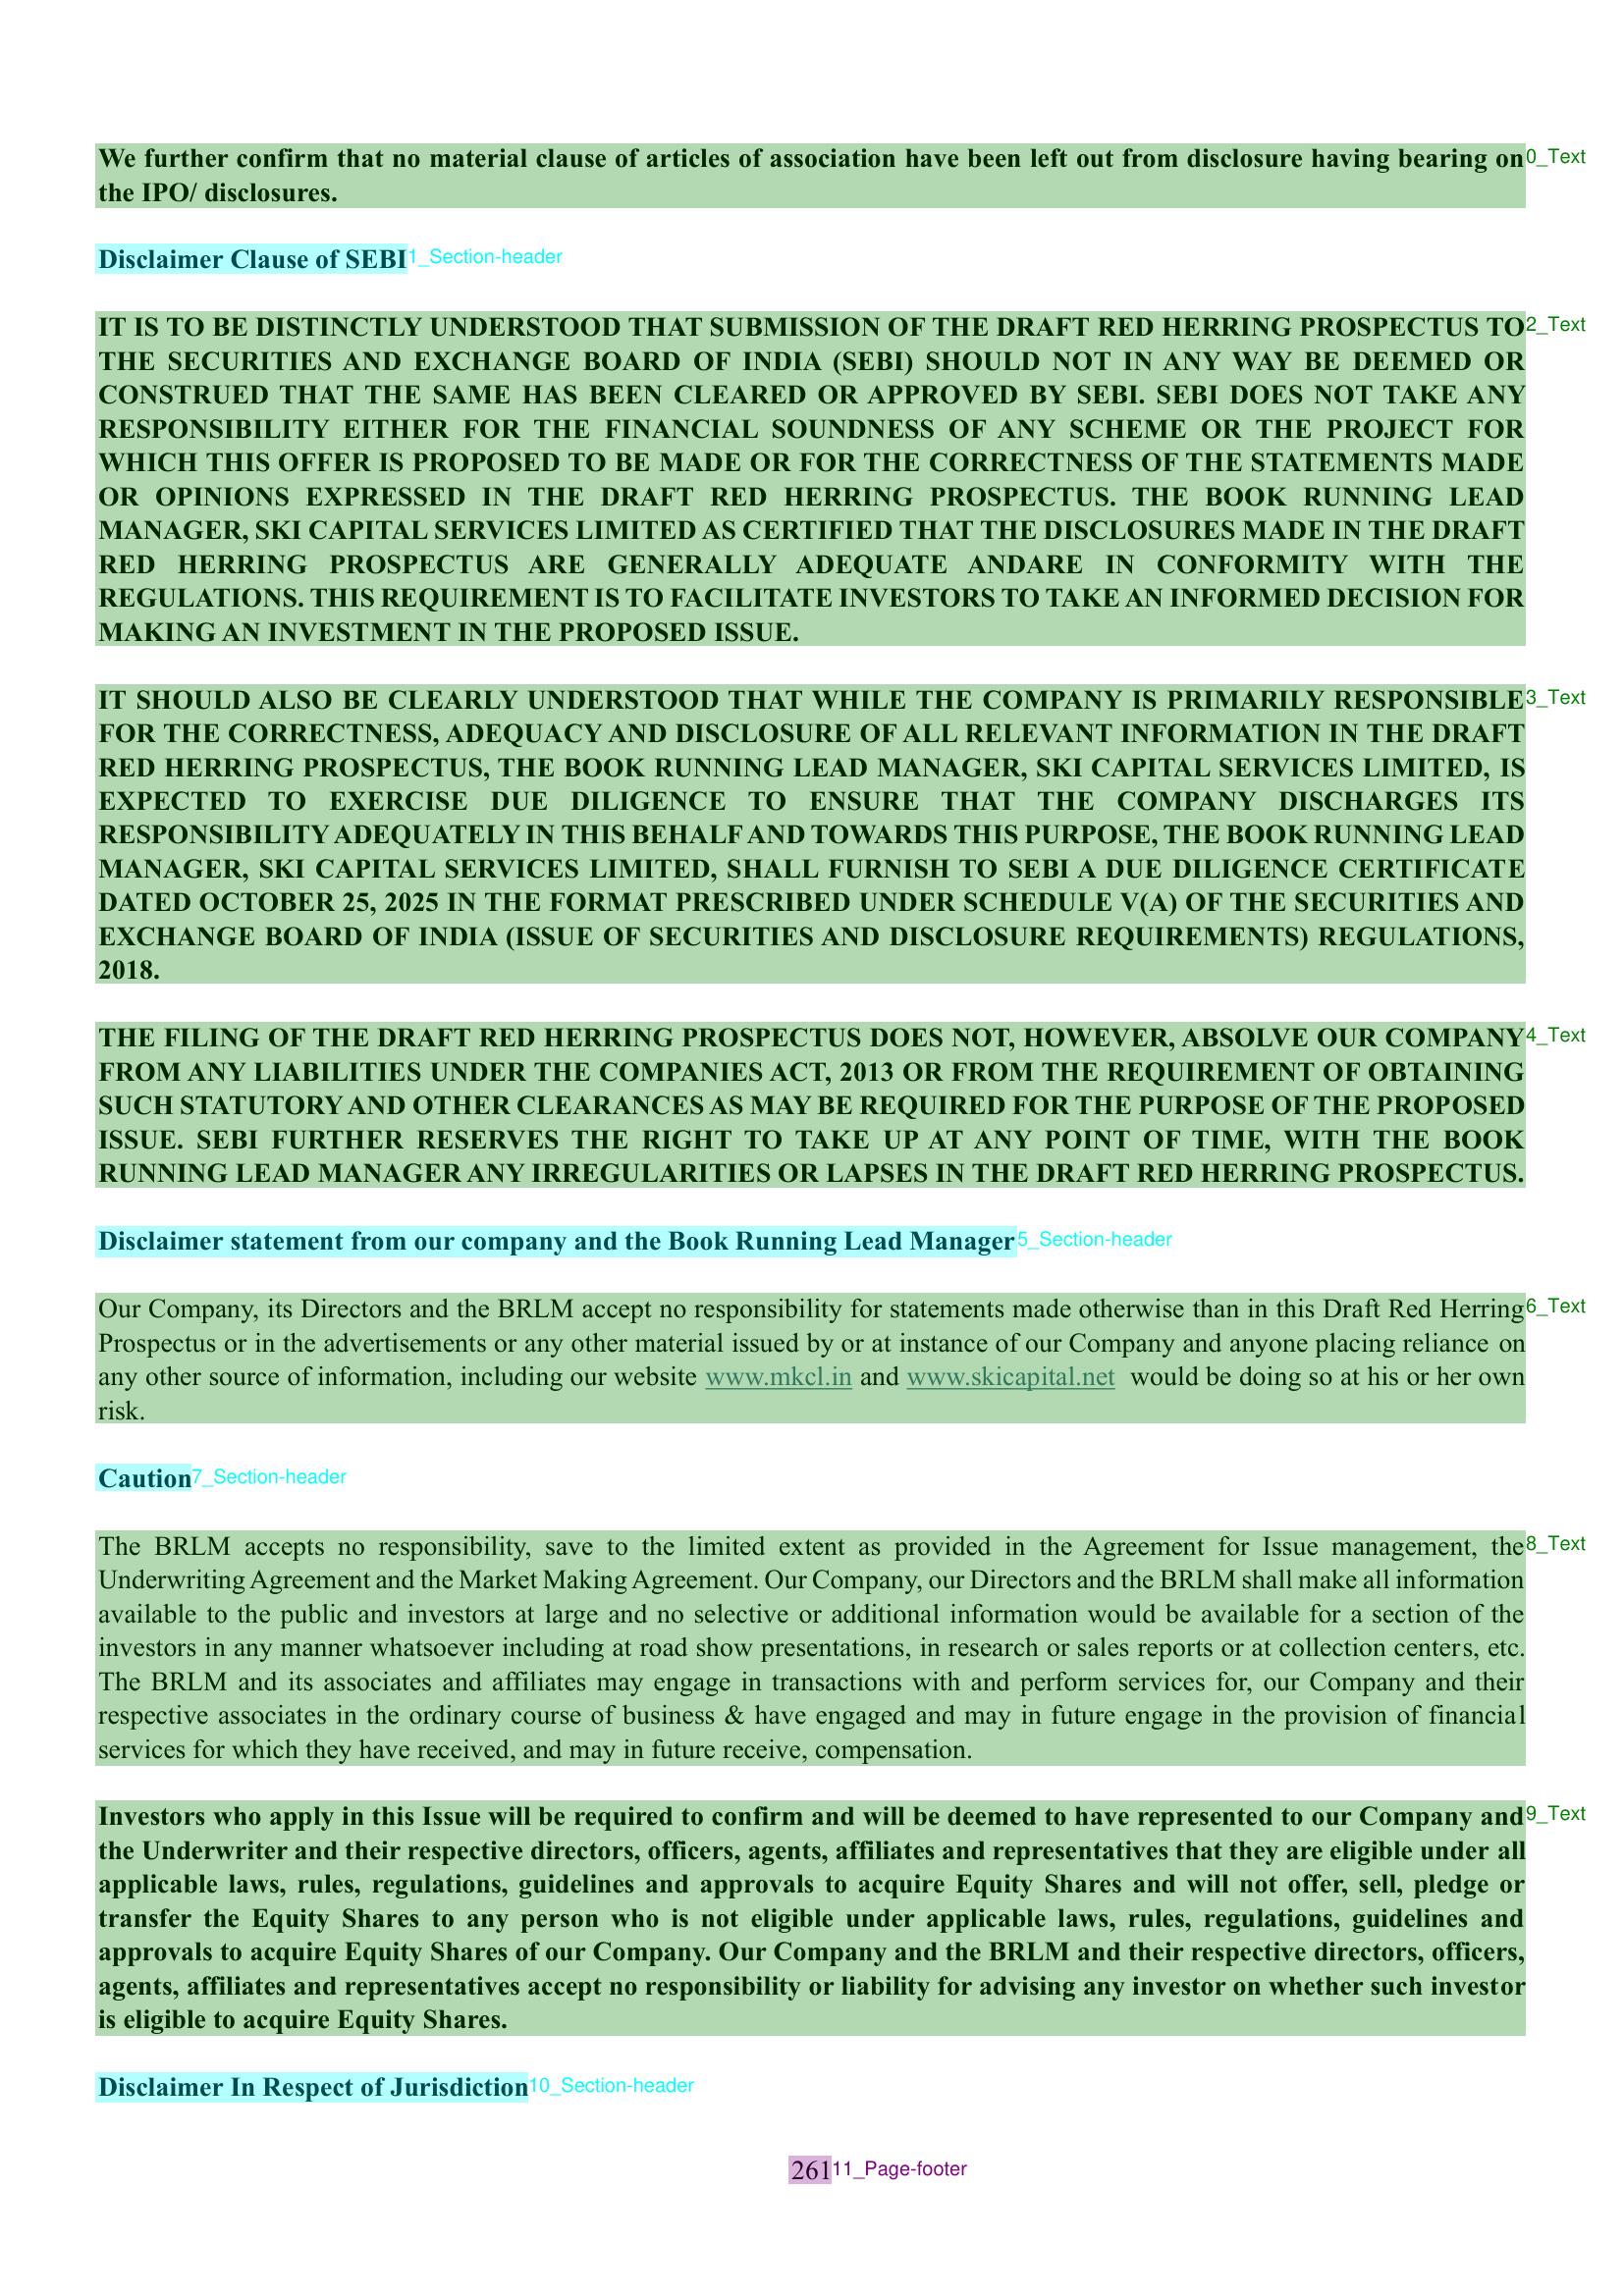 We further confirm that no material clause of articles of association have been left out from disclosure having bearing on 0_Text
the IPO/ disclosures.
Disclaimer Clause of SEBI 1_Section-header
IT IS TO BE DISTINCTLY UNDERSTOOD THAT SUBMISSION OF THE DRAFT RED HERRING PROSPECTUS TO 2_Text
THE SECURITIES AND EXCHANGE BOARD OF INDIA (SEBI) SHOULD NOT IN ANY WAY BE DEEMED OR
CONSTRUED THAT THE SAME HAS BEEN CLEARED OR APPROVED BY SEBI. SEBI DOES NOT TAKE ANY
RESPONSIBILITY EITHER FOR THE FINANCIAL SOUNDNESS OF ANY SCHEME OR THE PROJECT FOR
WHICH THIS OFFER IS PROPOSED TO BE MADE OR FOR THE CORRECTNESS OF THE STATEMENTS MADE
OR OPINIONS EXPRESSED IN THE DRAFT RED HERRING PROSPECTUS. THE BOOK RUNNING LEAD
MANAGER, SKI CAPITAL SERVICES LIMITED AS CERTIFIED THAT THE DISCLOSURES MADE IN THE DRAFT
RED HERRING PROSPECTUS ARE GENERALLY ADEQUATE ANDARE IN CONFORMITY WITH THE
REGULATIONS. THIS REQUIREMENT IS TO FACILITATE INVESTORS TO TAKE AN INFORMED DECISION FOR
MAKING AN INVESTMENT IN THE PROPOSED ISSUE.
IT SHOULD ALSO BE CLEARLY UNDERSTOOD THAT WHILE THE COMPANY IS PRIMARILY RESPONSIBLE 3_Text
FOR THE CORRECTNESS, ADEQUACY AND DISCLOSURE OF ALL RELEVANT INFORMATION IN THE DRAFT
RED HERRING PROSPECTUS, THE BOOK RUNNING LEAD MANAGER, SKI CAPITAL SERVICES LIMITED, IS
EXPECTED TO EXERCISE DUE DILIGENCE TO ENSURE THAT THE COMPANY DISCHARGES ITS
RESPONSIBILITY ADEQUATELY IN THIS BEHALF AND TOWARDS THIS PURPOSE, THE BOOK RUNNING LEAD
MANAGER, SKI CAPITAL SERVICES LIMITED, SHALL FURNISH TO SEBI A DUE DILIGENCE CERTIFICATE
DATED OCTOBER 25, 2025 IN THE FORMAT PRESCRIBED UNDER SCHEDULE V(A) OF THE SECURITIES AND
EXCHANGE BOARD OF INDIA (ISSUE OF SECURITIES AND DISCLOSURE REQUIREMENTS) REGULATIONS,
2018.
THE FILING OF THE DRAFT RED HERRING PROSPECTUS DOES NOT, HOWEVER, ABSOLVE OUR COMPANY 4_Text
FROM ANY LIABILITIES UNDER THE COMPANIES ACT, 2013 OR FROM THE REQUIREMENT OF OBTAINING
SUCH STATUTORY AND OTHER CLEARANCES AS MAY BE REQUIRED FOR THE PURPOSE OF THE PROPOSED
ISSUE. SEBI FURTHER RESERVES THE RIGHT TO TAKE UP AT ANY POINT OF TIME, WITH THE BOOK
RUNNING LEAD MANAGER ANY IRREGULARITIES OR LAPSES IN THE DRAFT RED HERRING PROSPECTUS.
Disclaimer statement from our company and the Book Running Lead Manager 5_Section-header
Our Company, its Directors and the BRLM accept no responsibility for statements made otherwise than in this Draft Red Herring 6_Text
Prospectus or in the advertisements or any other material issued by or at instance of our Company and anyone placing reliance on
any other source of information, including our website www.mkcl.in and www.skicapital.net would be doing so at his or her own
risk.
Caution 7_Section-header
The BRLM accepts no responsibility, save to the limited extent as provided in the Agreement for Issue management, the 8_Text
Underwriting Agreement and the Market Making Agreement. Our Company, our Directors and the BRLM shall make all information
available to the public and investors at large and no selective or additional information would be available for a section of the
investors in any manner whatsoever including at road show presentations, in research or sales reports or at collection centers, etc.
The BRLM and its associates and affiliates may engage in transactions with and perform services for, our Company and their
respective associates in the ordinary course of business & have engaged and may in future engage in the provision of financial
services for which they have received, and may in future receive, compensation.
Investors who apply in this Issue will be required to confirm and will be deemed to have represented to our Company and 9_Text
the Underwriter and their respective directors, officers, agents, affiliates and representatives that they are eligible under all
applicable laws, rules, regulations, guidelines and approvals to acquire Equity Shares and will not offer, sell, pledge or
transfer the Equity Shares to any person who is not eligible under applicable laws, rules, regulations, guidelines and
approvals to acquire Equity Shares of our Company. Our Company and the BRLM and their respective directors, officers,
agents, affiliates and representatives accept no responsibility or liability for advising any investor on whether such investor
is eligible to acquire Equity Shares.
Disclaimer In Respect of Jurisdiction 10_Section-header
261 11_Page-footer